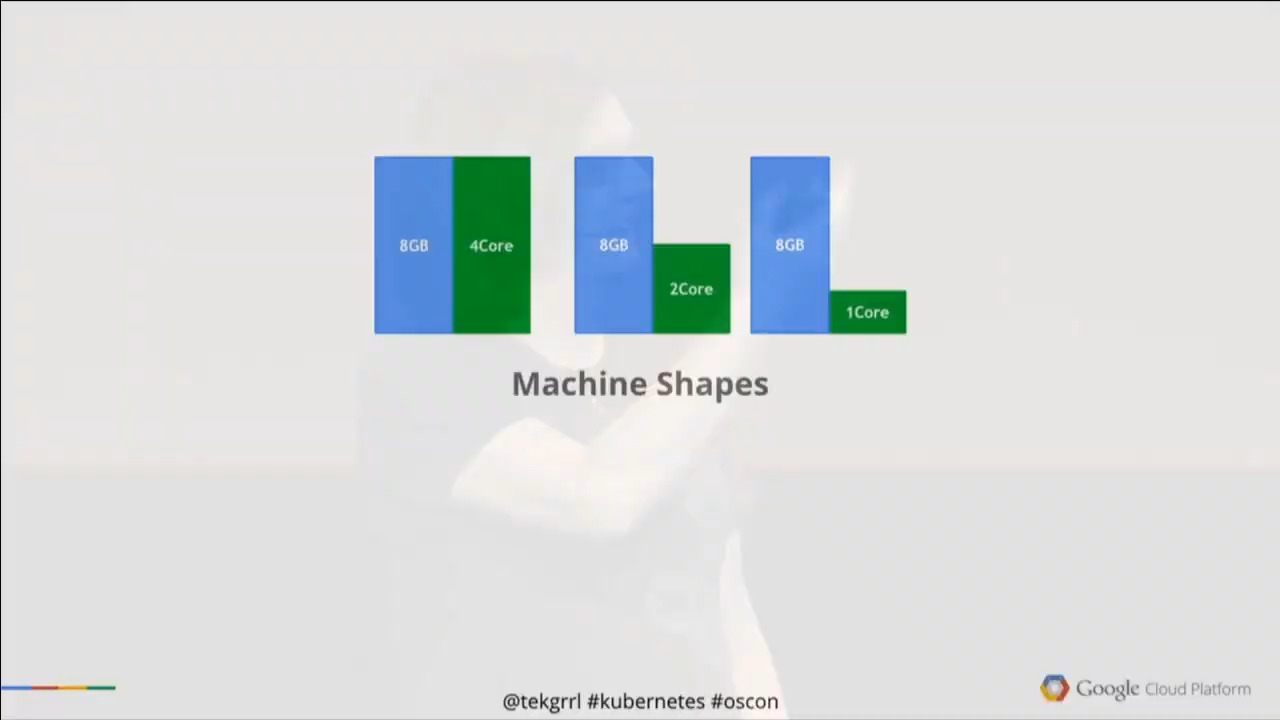 8GB 4Core
8GB 2Core
8GB 1Core
Machine Shapes
@tekgrrl #kubernetes #oscon
Google Cloud Platform